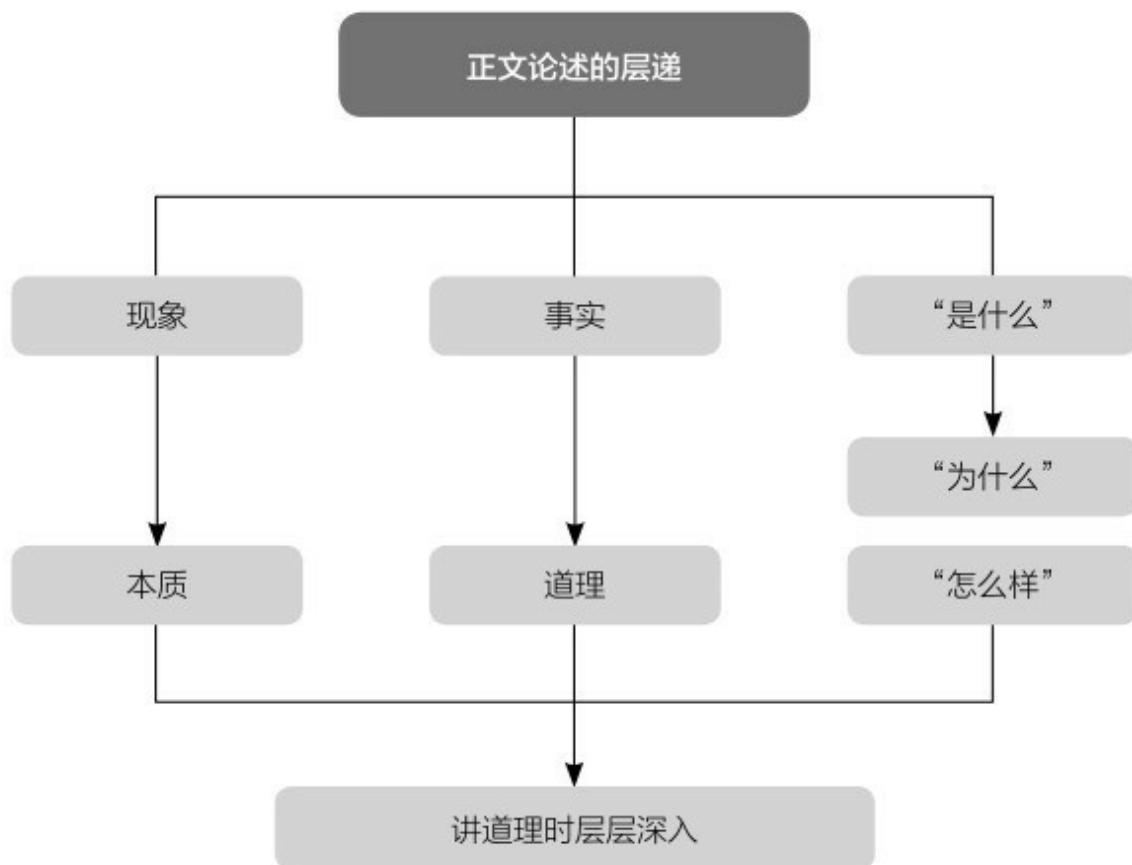 正文论述的层递
现象
事实
“是什么”
“为什么”
本质
道理
“怎么样”
讲道理时层层深入